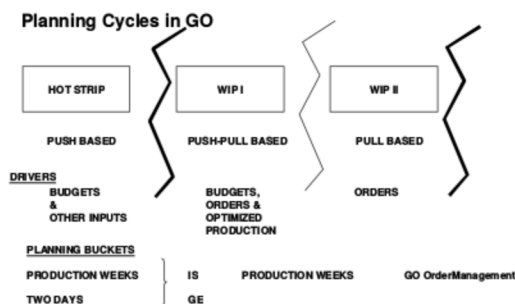 Planning Cycles in GO
HOT STRIP
WIP I
WIP II
PUSH BASED
PUSH-PULL BASED
PULL BASED
DRIVERS
BUDGETS
&
OTHER INPUTS
BUDGETS,
ORDERS &
OPTIMIZED
PRODUCTION
ORDERS
PLANNING BUCKETS
PRODUCTION WEEKS
IS
PRODUCTION WEEKS
GO OrderManagement
TWO DAYS
GE